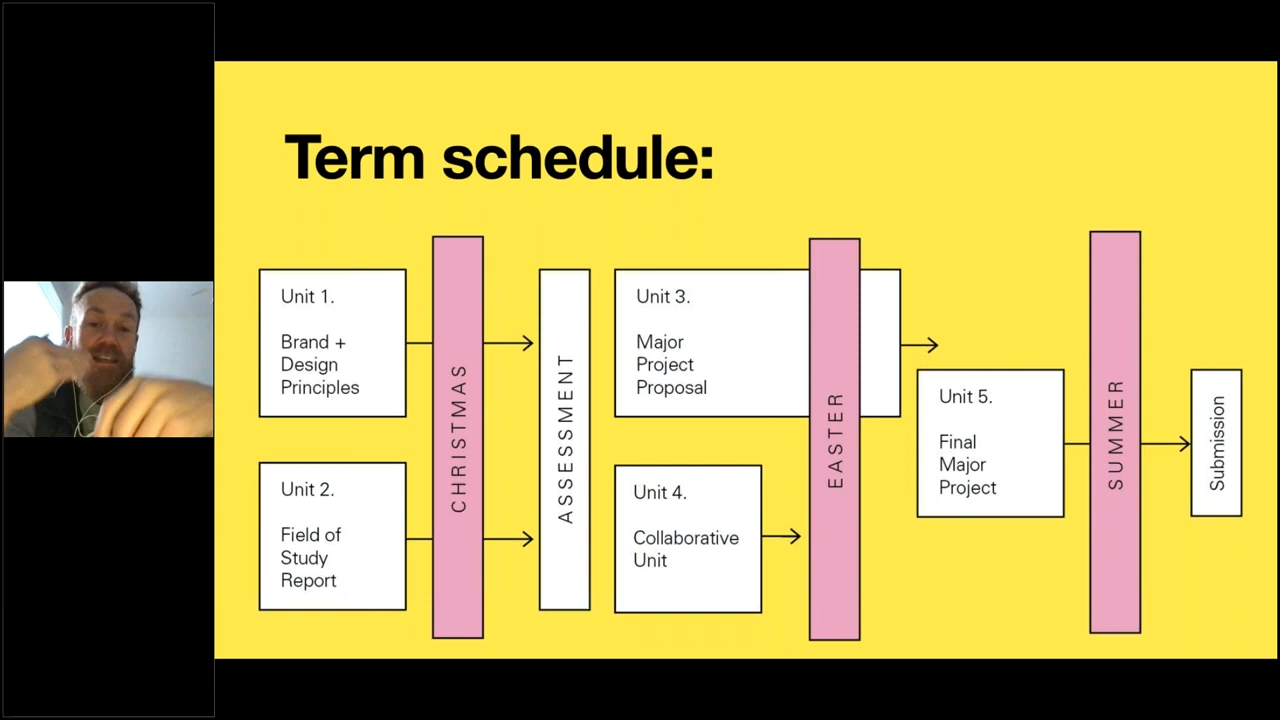 Term schedule:
Unit 1.
Brand +
Design
Principles
Unit 2.
Field of
Study
Report
CHRISTMAS
ASSESSMENT
Unit 3.
Major
Project
Proposal
Unit 4.
Collaborative
Unit
EASTER
Unit 5.
Final
Major
Project
SUMMER
Submission